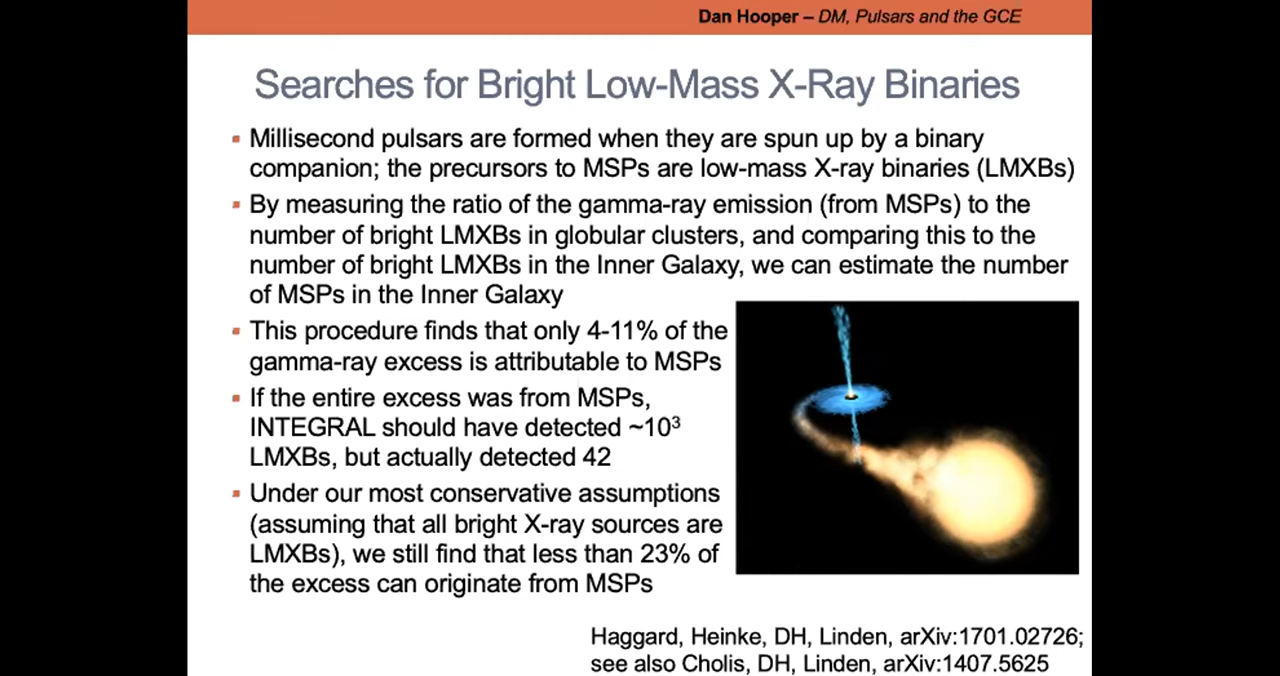 Dan Hooper – DM, Pulsars and the GCE
Searches for Bright Low-Mass X-Ray Binaries
▪ Millisecond pulsars are formed when they are spun up by a binary
companion; the precursors to MSPs are low-mass X-ray binaries (LMXBs)
▪ By measuring the ratio of the gamma-ray emission (from MSPs) to the
number of bright LMXBs in globular clusters, and comparing this to the
number of bright LMXBs in the Inner Galaxy, we can estimate the number
of MSPs in the Inner Galaxy
▪ This procedure finds that only 4-11% of the
gamma-ray excess is attributable to MSPs
▪ If the entire excess was from MSPs,
INTEGRAL should have detected ~10³
LMXBs, but actually detected 42
▪ Under our most conservative assumptions
(assuming that all bright X-ray sources are
LMXBs), we still find that less than 23% of
the excess can originate from MSPs
Haggard, Heinke, DH, Linden, arXiv:1701.02726;
see also Cholis, DH, Linden, arXiv:1407.5625